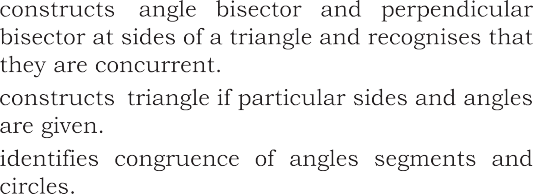 constructs angle bisector and perpendicular
bisector at sides of a triangle and recognises that
they are concurrent.
constructs triangle if particular sides and angles
are given.
identifies congruence of angles segments and
circles.